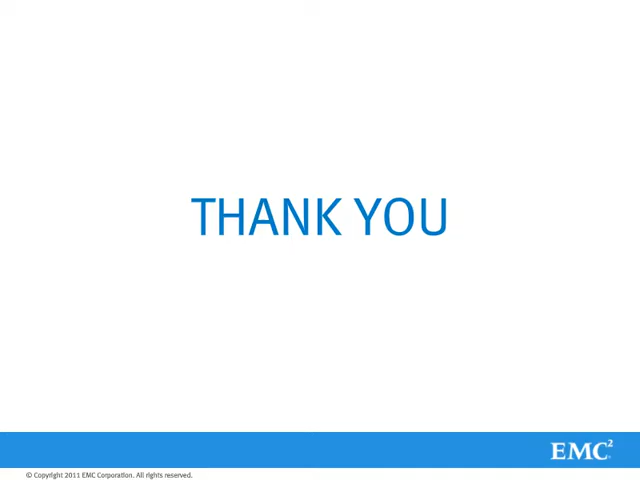 THANK YOU
EMC²
© Copyright 2011 EMC Corporation. All rights reserved.